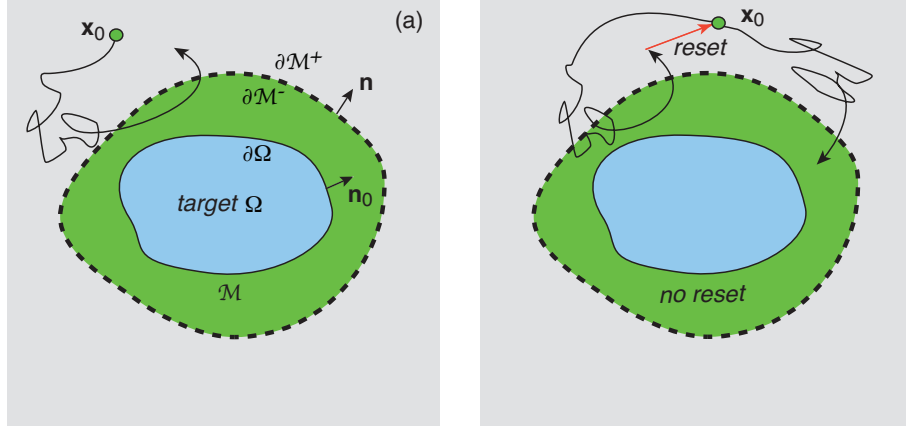 x₀
(a)
∂ℳ⁺
n
∂ℳ⁻
∂Ω
target Ω
n₀
ℳ
x₀
reset
no reset